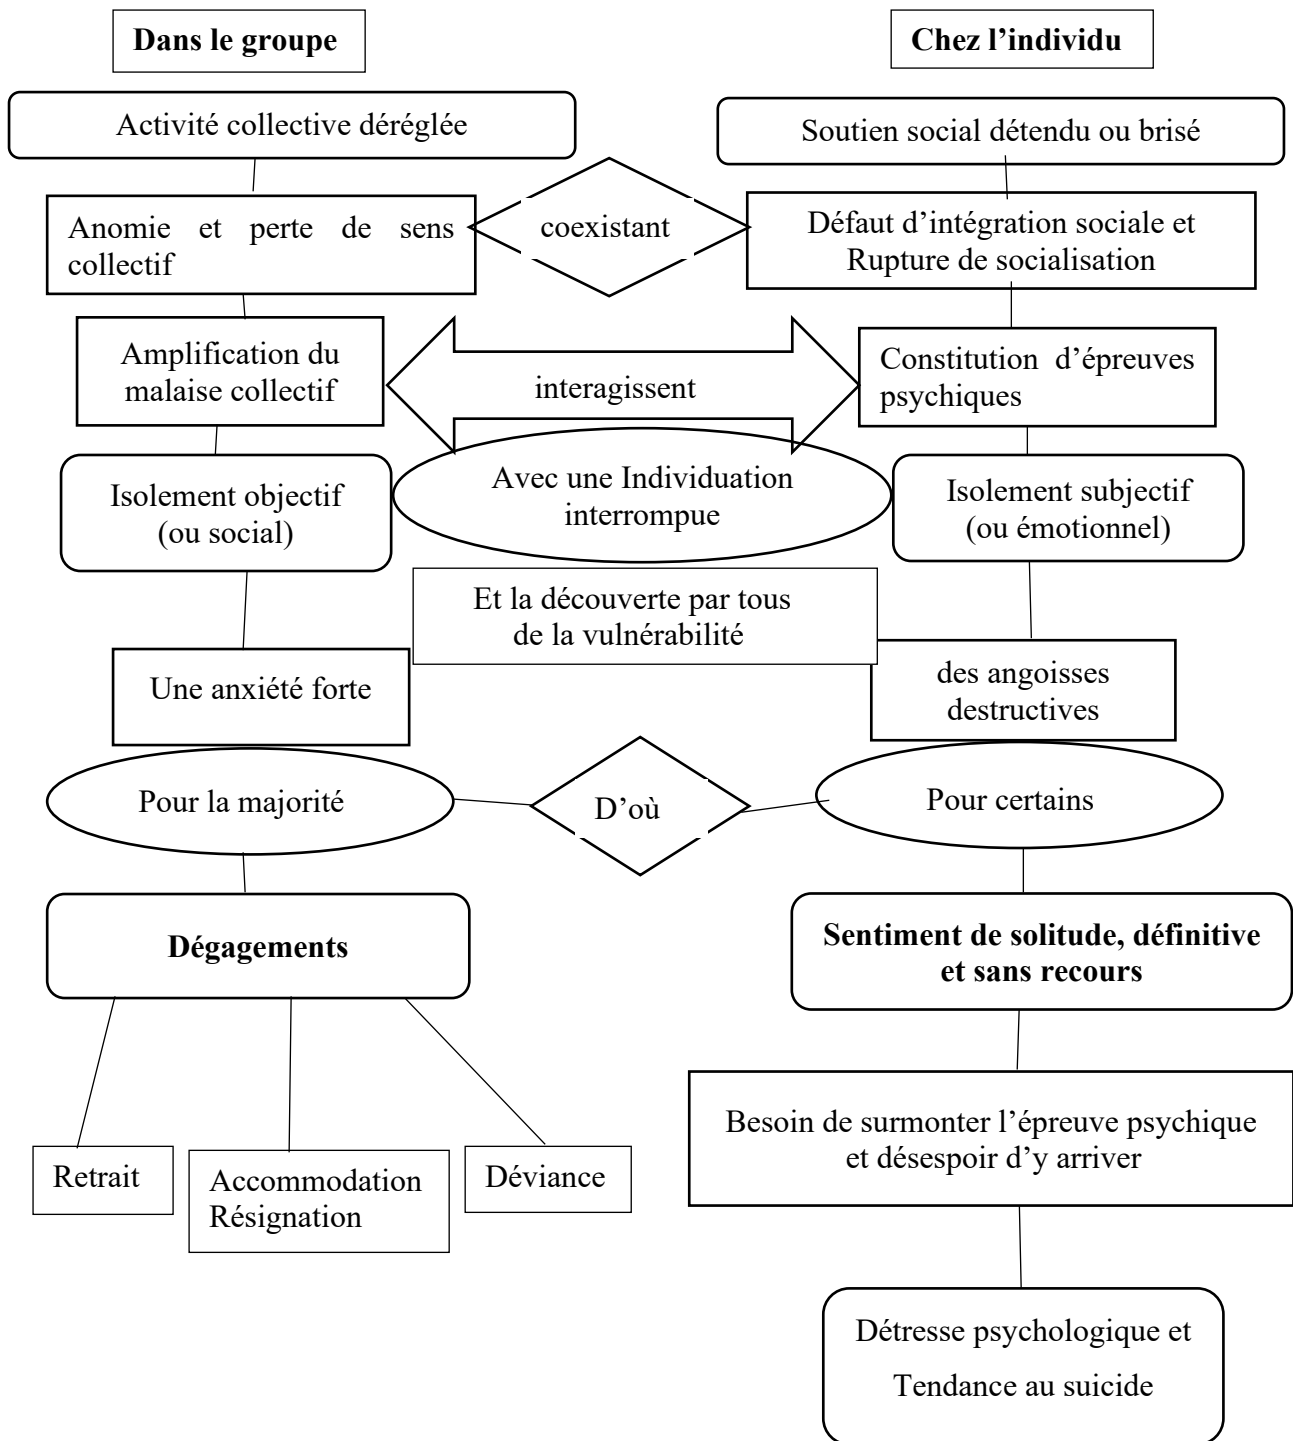 Dans le groupe
Chez l’individu
Activité collective déréglée
Soutien social détendu ou brisé
Anomie et perte de sens
collectif
coexistant
Défaut d’intégration sociale et
Rupture de socialisation
Amplification du
malaise collectif
interagissent
Constitution d’épreuves
psychiques
Isolement objectif
(ou social)
Avec une Individuation
interrompue
Isolement subjectif
(ou émotionnel)
Et la découverte par tous
de la vulnérabilité
Une anxiété forte
des angoisses
destructives
Pour la majorité
D’où
Pour certains
Dégagements
Sentiment de solitude, définitive
et sans recours
Retrait
Accommodation
Résignation
Déviance
Besoin de surmonter l’épreuve psychique
et désespoir d’y arriver
Détresse psychologique et
Tendance au suicide